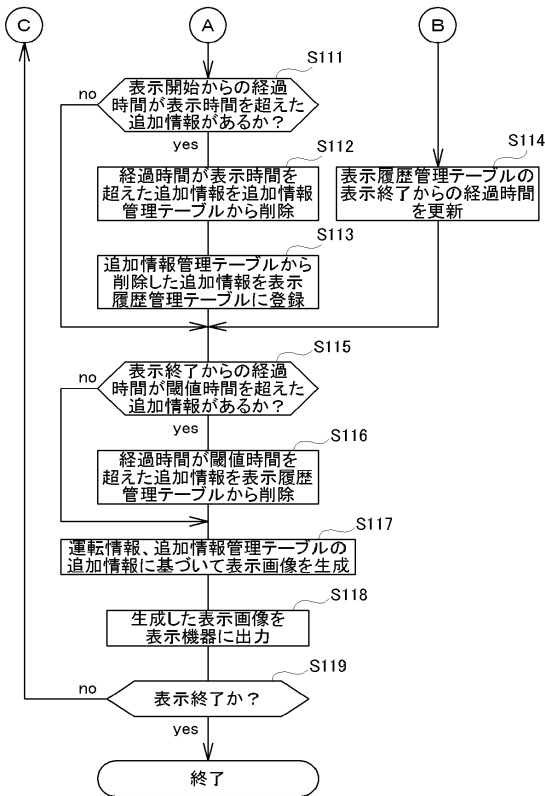 C
A
B
S111
表示開始からの経過
時間が表示時間を超えた
追加情報があるか？
no
yes
S112
経過時間が表示時間を
超えた追加情報を追加情報
管理テーブルから削除
S114
表示履歴管理テーブルの
表示終了からの経過時間
を更新
S113
追加情報管理テーブルから
削除した追加情報を表示
履歴管理テーブルに登録
S115
表示終了からの経過
時間が閾値時間を超えた
追加情報があるか？
no
yes
S116
経過時間が閾値時間を
超えた追加情報を表示履歴
管理テーブルから削除
S117
運転情報、追加情報管理テーブルの
追加情報に基づいて表示画像を生成
S118
生成した表示画像を
表示機器に出力
S119
no
表示終了か？
yes
終了